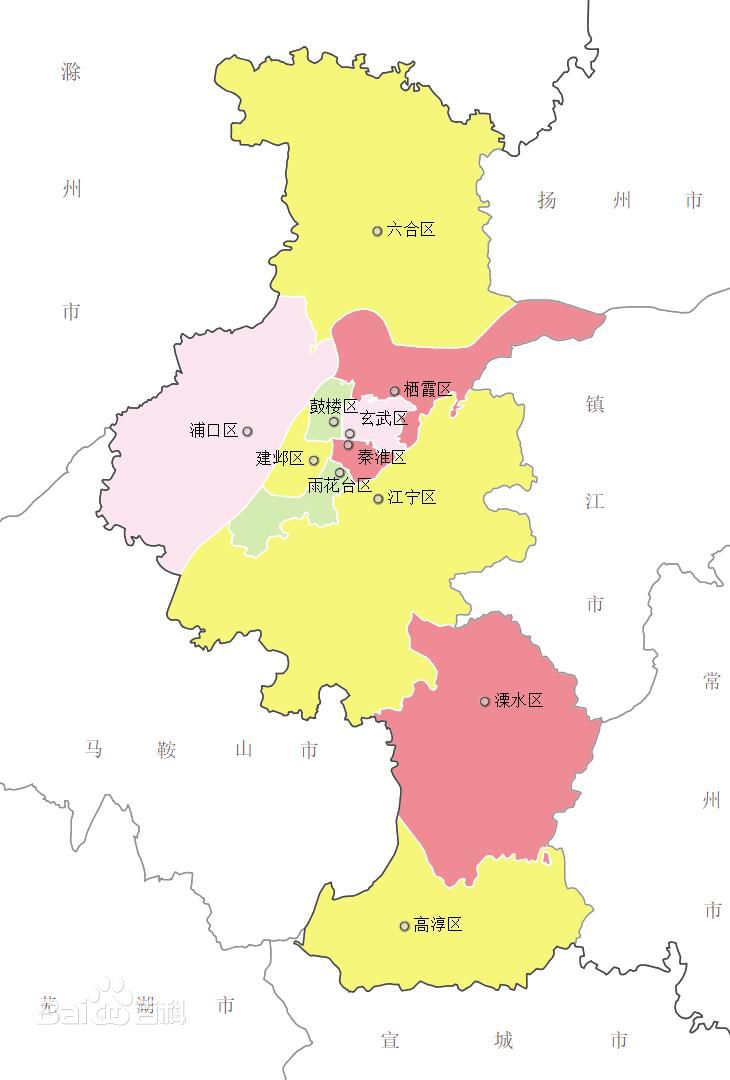 滁州市
扬州市
六合区
栖霞区
镇江市
鼓楼区
玄武区
浦口区
建邺区
秦淮区
雨花台区
江宁区
溧水区
常州市
马鞍山市
高淳区
芜湖市
Bai百科
宣城市